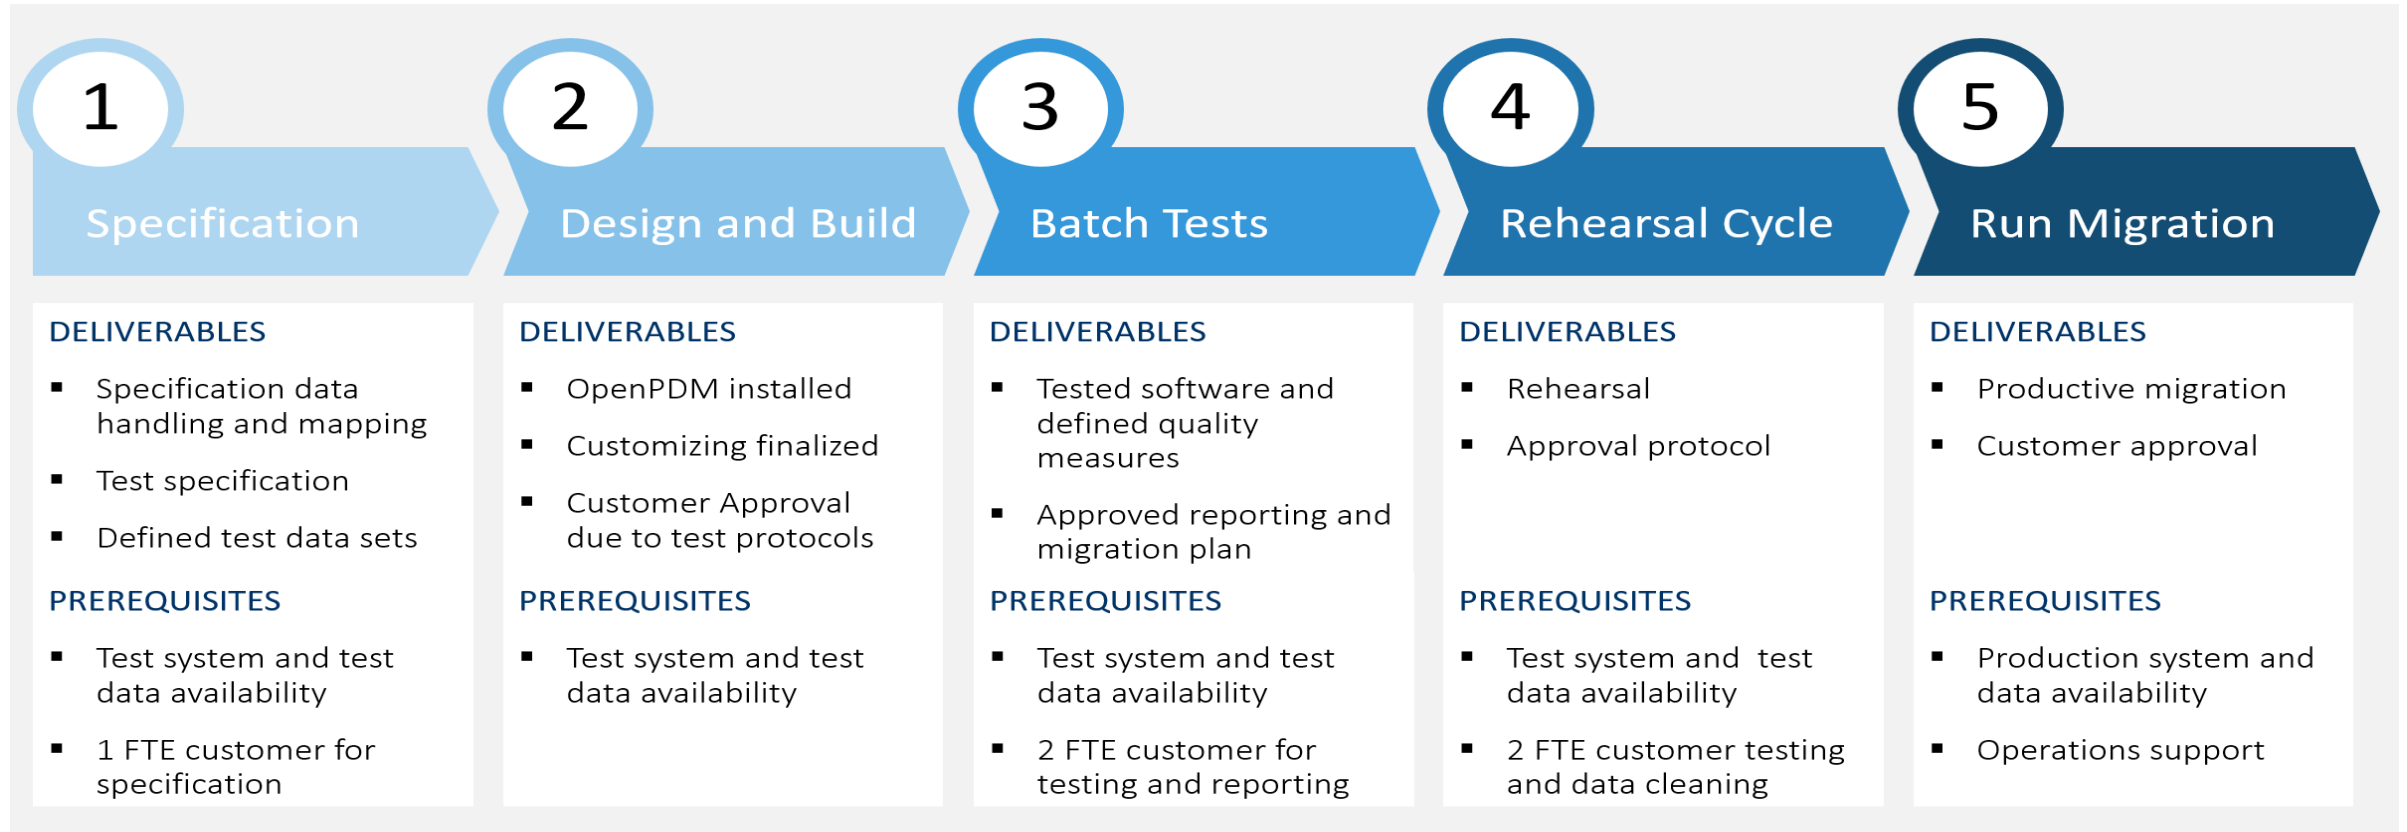 1
Specification
DELIVERABLES
▪ Specification data
handling and mapping
▪ Test specification
▪ Defined test data sets
PREREQUISITES
▪ Test system and test
data availability
▪ 1 FTE customer for
specification
2
Design and Build
DELIVERABLES
▪ OpenPDM installed
▪ Customizing finalized
▪ Customer Approval
due to test protocols
PREREQUISITES
▪ Test system and test
data availability
3
Batch Tests
DELIVERABLES
▪ Tested software and
defined quality
measures
▪ Approved reporting and
migration plan
PREREQUISITES
▪ Test system and test
data availability
▪ 2 FTE customer for
testing and reporting
4
Rehearsal Cycle
DELIVERABLES
▪ Rehearsal
▪ Approval protocol
PREREQUISITES
▪ Test system and test
data availability
▪ 2 FTE customer testing
and data cleaning
5
Run Migration
DELIVERABLES
▪ Productive migration
▪ Customer approval
PREREQUISITES
▪ Production system and
data availability
▪ Operations support